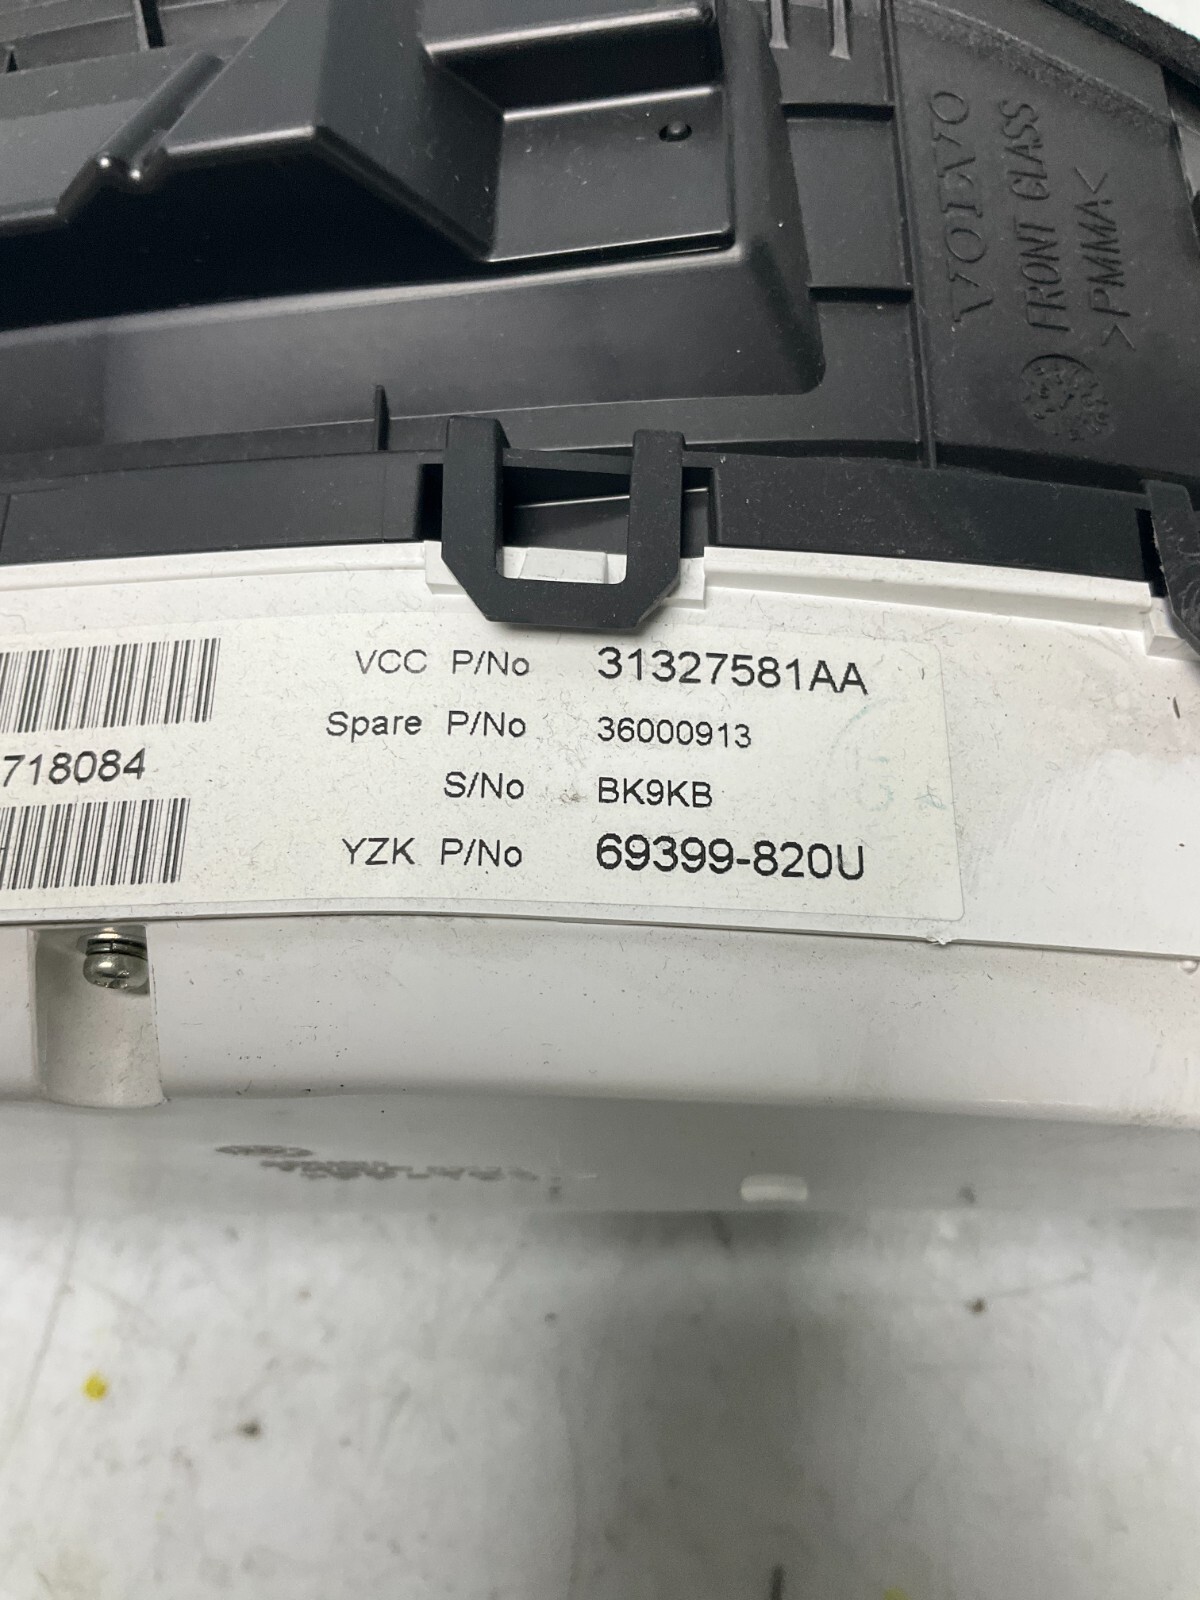 VOLVO
FRONT GLASS
>PMMA<
VCC P/No 31327581AA
Spare P/No 36000913
718084
S/No BK9KB
YZK P/No 69399-820U